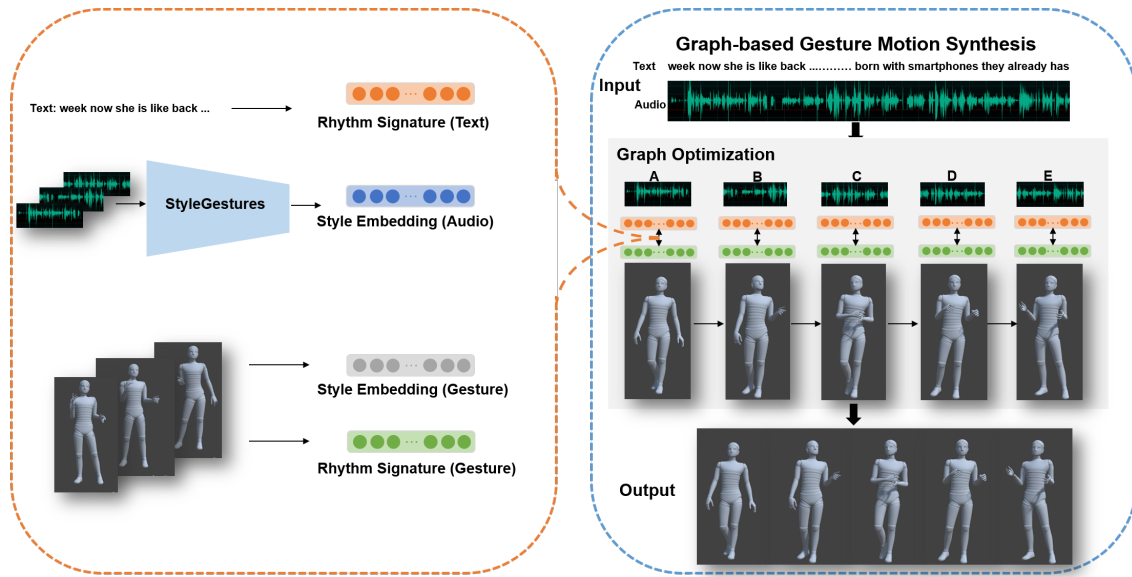 Text: week now she is like back ...
Rhythm Signature (Text)
StyleGestures
Style Embedding (Audio)
Style Embedding (Gesture)
Rhythm Signature (Gesture)
Graph-based Gesture Motion Synthesis
Text week now she is like back ............ born with smartphones they already has
Input
Audio
Graph Optimization
A B C D E
Output